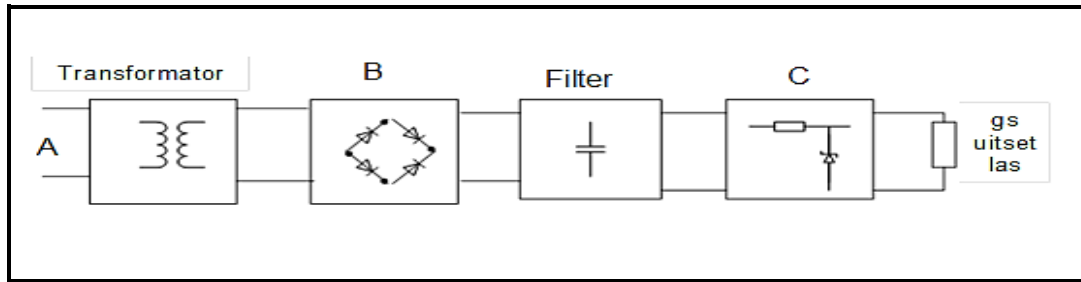 Transformator
B
Filter
C
A
gs
uitset
las